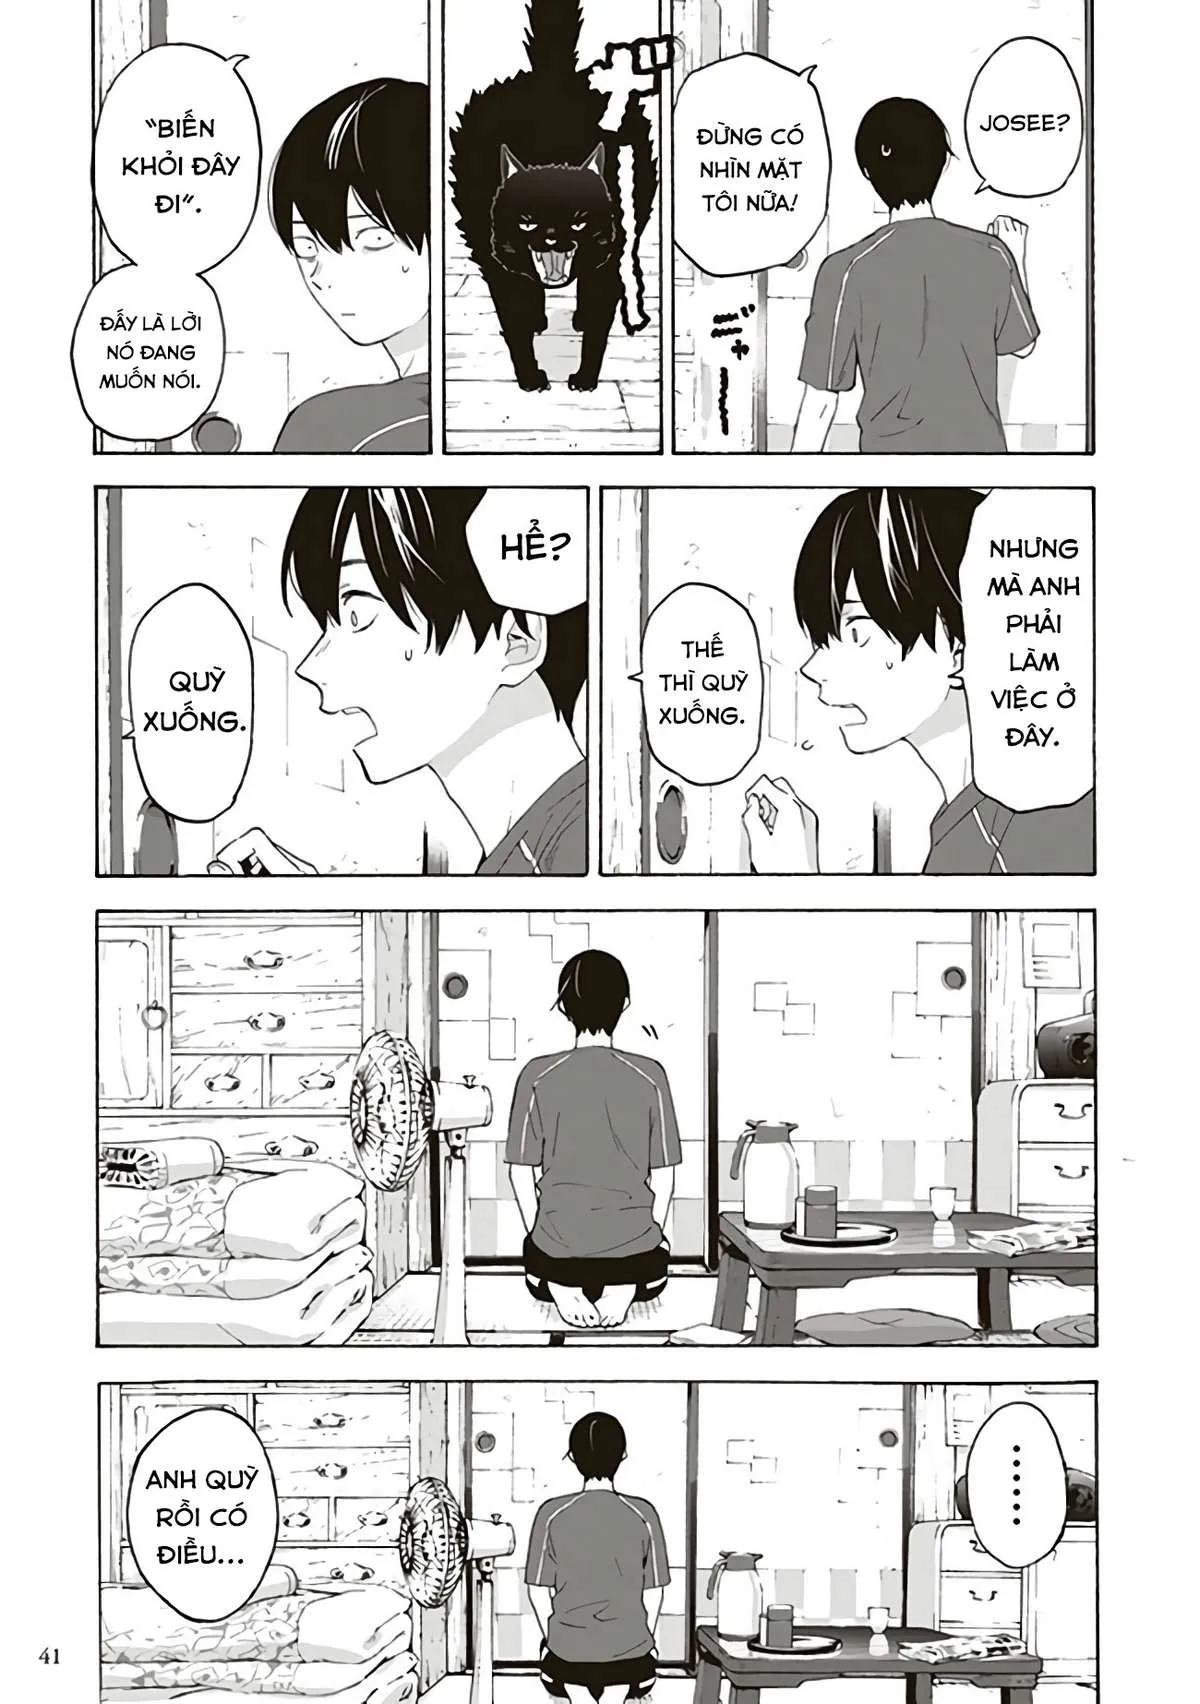 JOSEE?
ĐỪNG CÓ
NHÌN MẶT
TÔI NỮA!
“BIẾN
KHỎI ĐÂY
ĐI”.
ĐẤY LÀ LỜI
NÓ ĐANG
MUỐN NÓI.
NHƯNG
MÀ ANH
PHẢI
LÀM
VIỆC Ở
ĐÂY.
THẾ
THÌ QUỲ
XUỐNG.
HỂ?
QUỲ
XUỐNG.
........
ANH QUỲ
RỒI CÓ
ĐIỀU...
41